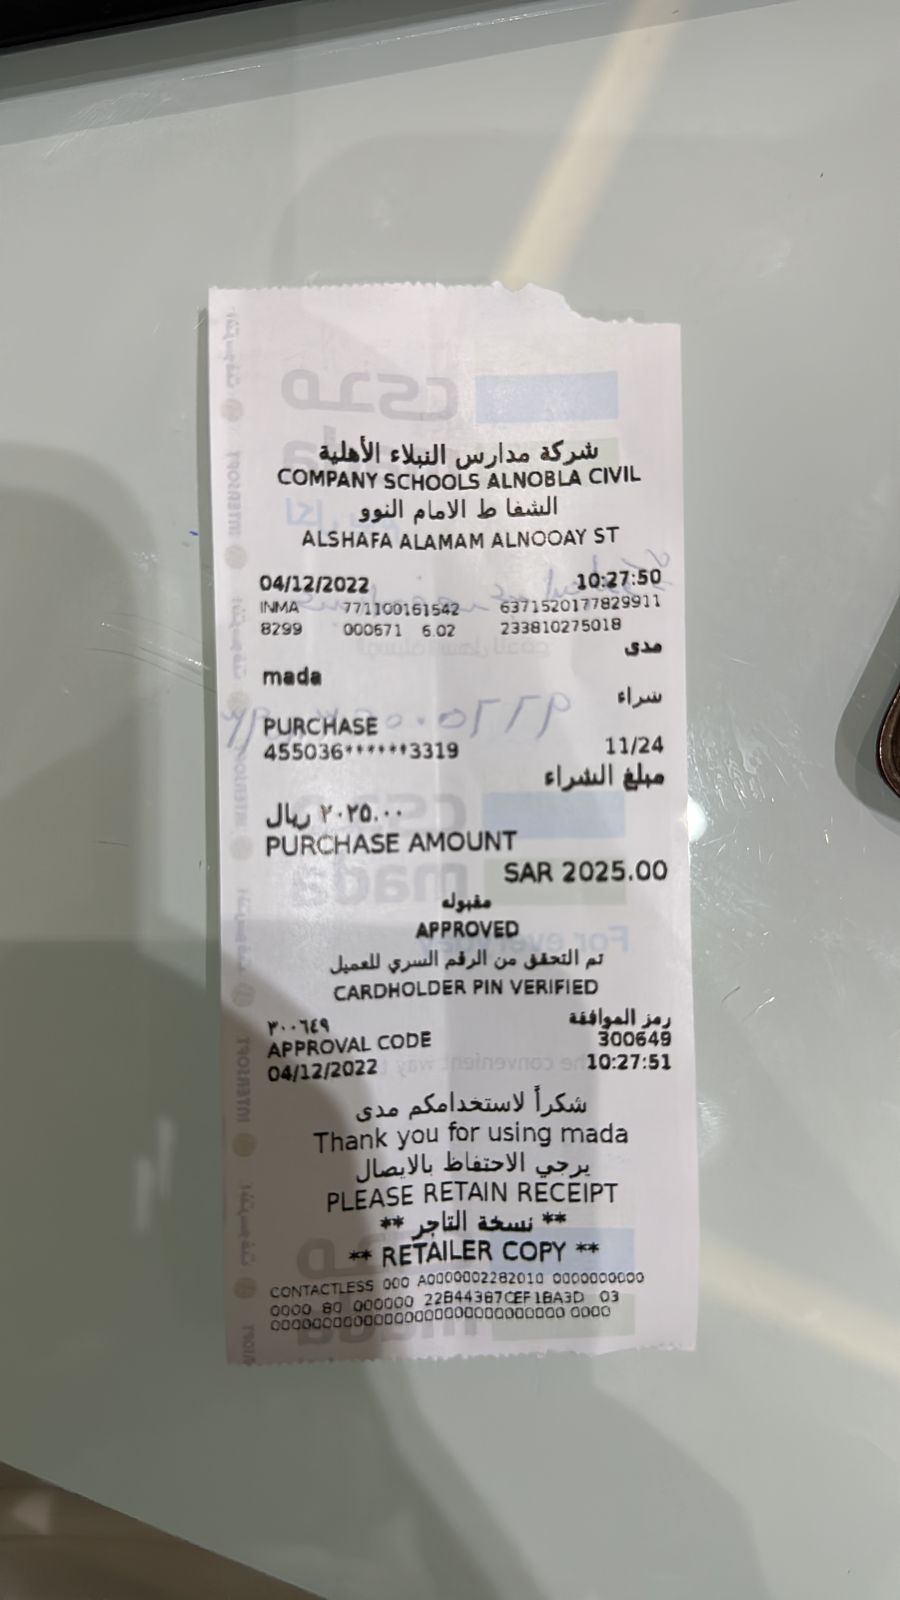 شركة مدارس النبلاء الأهلية
COMPANY SCHOOLS ALNOBLA CIVIL
الشفا ط الامام النوو
ALSHAFA ALAMAM ALNOOAY ST
04/12/2022 10:27:50
INMA 771100161542 6371520177829911
8299 000671 6.02 233810275018
مدى
mada
شراء
PURCHASE
455036******3319 11/24
مبلغ الشراء
٢٠٢٥.٠٠ ريال
PURCHASE AMOUNT
SAR 2025.00
مقبوله
APPROVED
تم التحقق من الرقم السري للعميل
CARDHOLDER PIN VERIFIED
٣٠٠٦٤٩ رمز الموافقة
APPROVAL CODE 300649
04/12/2022 10:27:51
شكراً لاستخدامكم مدى
Thank you for using mada
يرجي الاحتفاظ بالايصال
PLEASE RETAIN RECEIPT
** نسخة التاجر **
** RETAILER COPY **
CONTACTLESS 000 A0000002282010 0000000000
0000 80 000000 22B44387CEF1BA3D 03